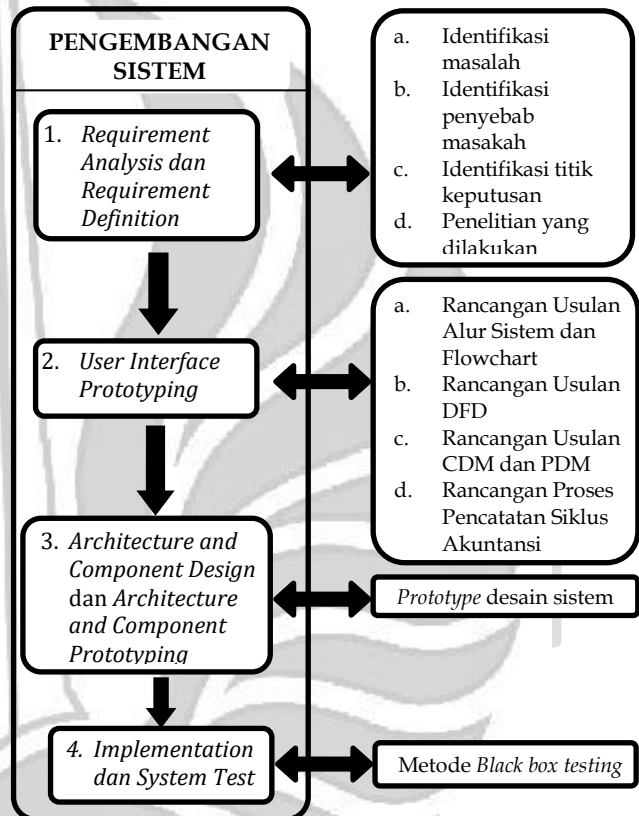 PENGEMBANGAN
SISTEM
1. Requirement
Analysis dan
Requirement
Definition
a. Identifikasi
masalah
b. Identifikasi
penyebab
masakah
c. Identifikasi titik
keputusan
d. Penelitian yang
dilakukan
2. User Interface
Prototyping
a. Rancangan Usulan
Alur Sistem dan
Flowchart
b. Rancangan Usulan
DFD
c. Rancangan Usulan
CDM dan PDM
d. Rancangan Proses
Pencatatan Siklus
Akuntansi
3. Architecture and
Component Design
dan Architecture
and Component
Prototyping
Prototype desain sistem
4. Implementation
dan System Test
Metode Black box testing